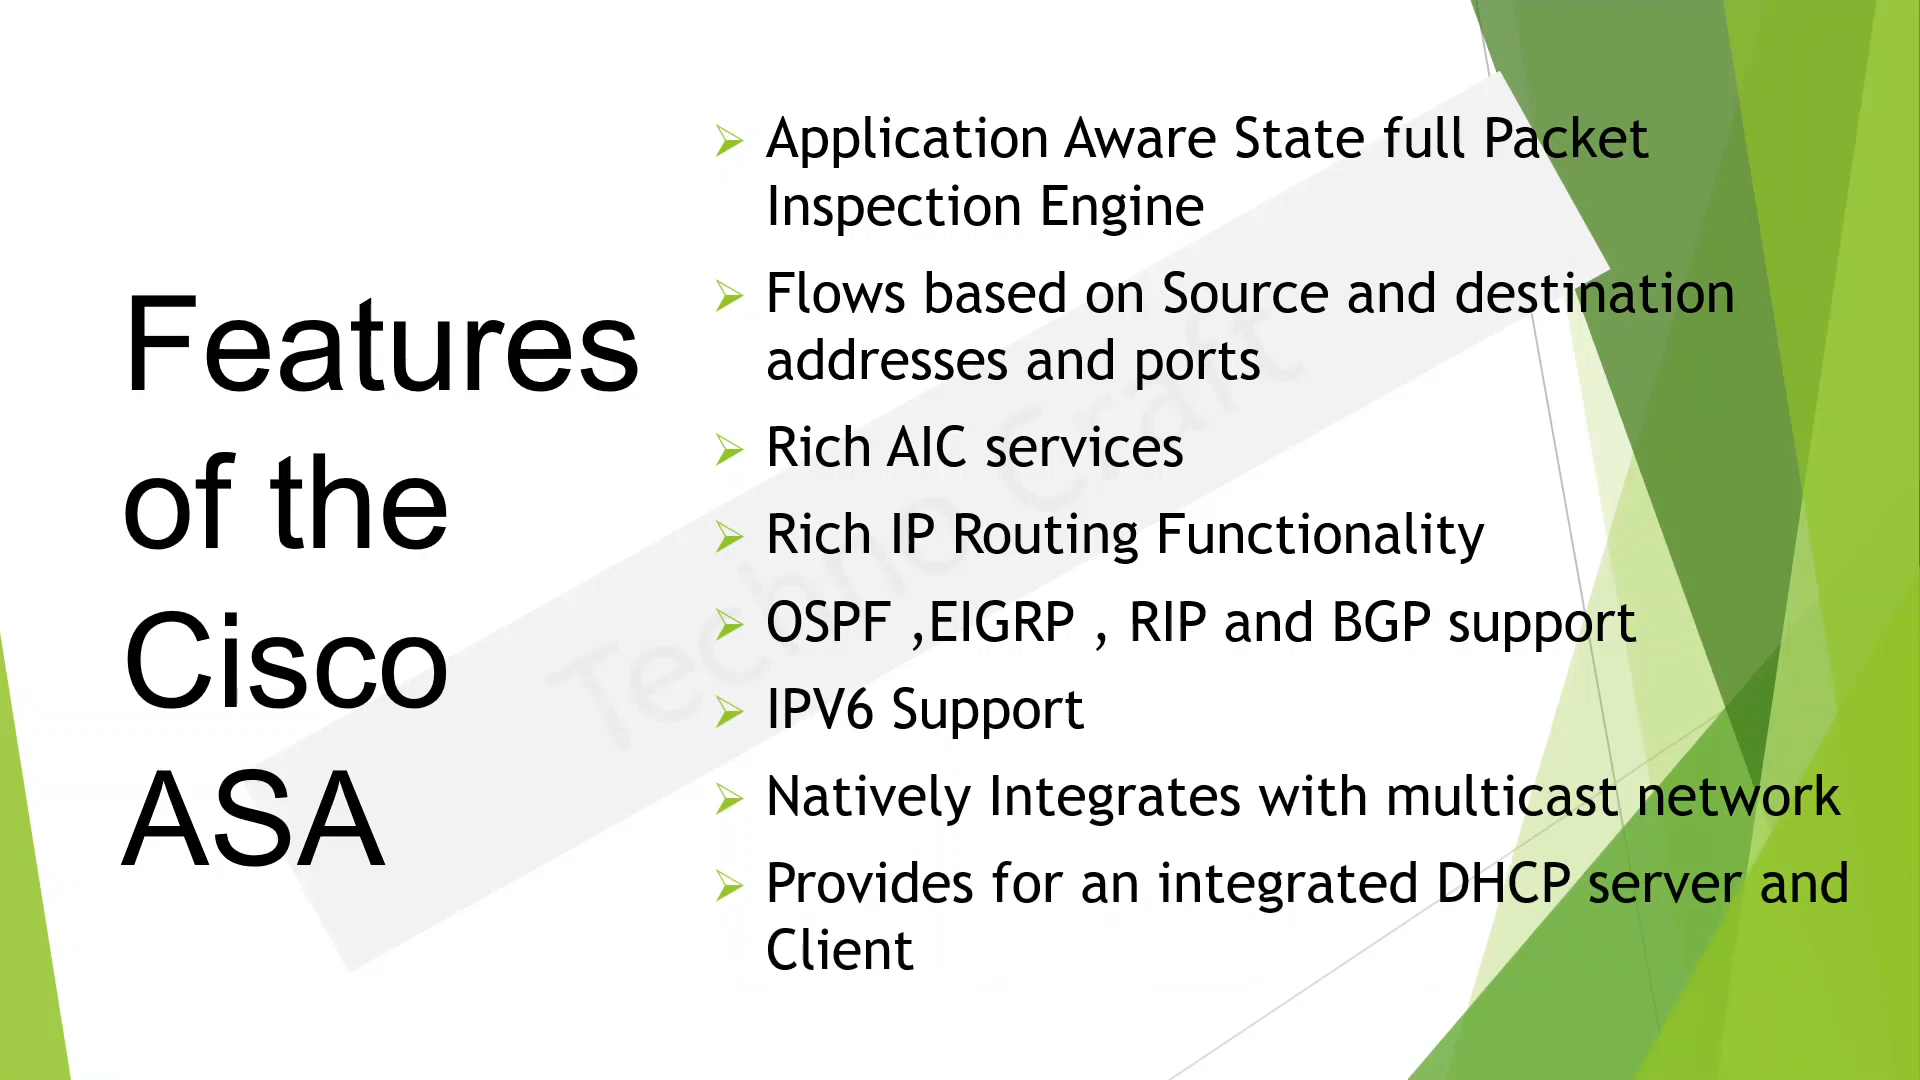 Features
of the
Cisco
ASA
Application Aware State full Packet
Inspection Engine
Flows based on Source and destination
addresses and ports
Rich AIC services
Rich IP Routing Functionality
OSPF ,EIGRP , RIP and BGP support
IPV6 Support
Natively Integrates with multicast network
Provides for an integrated DHCP server and
Client
Techno Craft